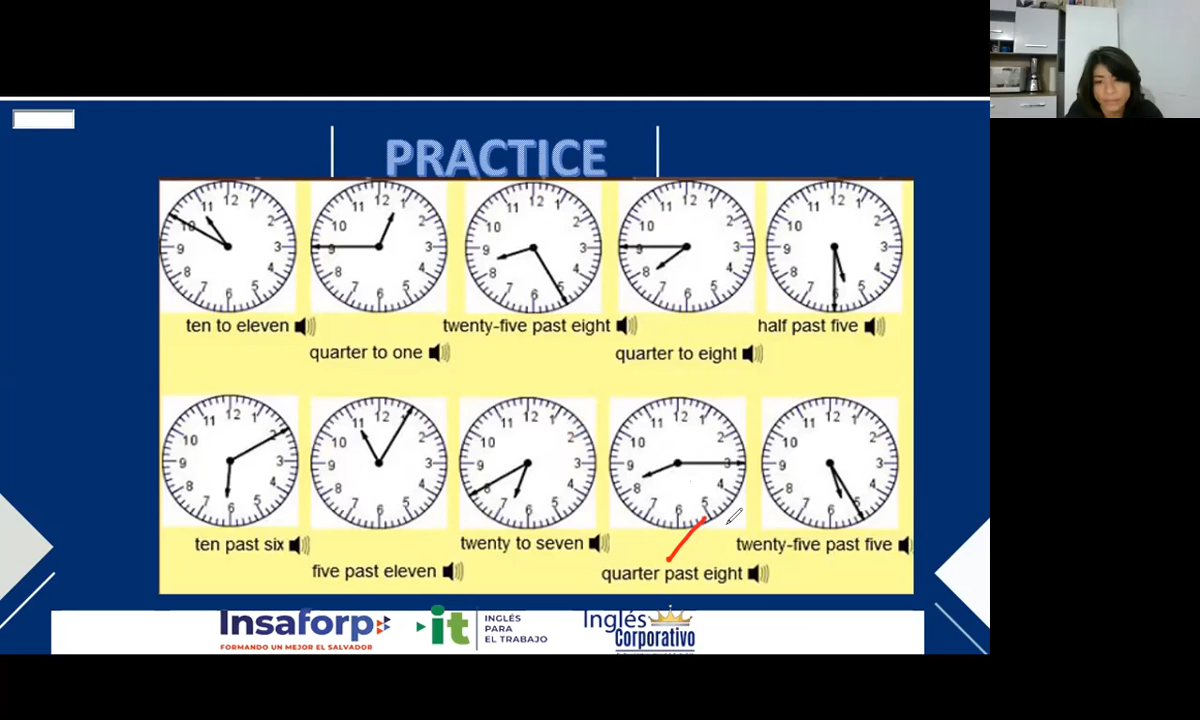 PRACTICE
ten to eleven
quarter to one
twenty-five past eight
quarter to eight
half past five
ten past six
five past eleven
twenty to seven
quarter past eight
twenty-five past five
Insaforp
FORMANDO UN MEJOR EL SALVADOR
it
INGLÉS
PARA
EL TRABAJO
Inglés
Corporativo